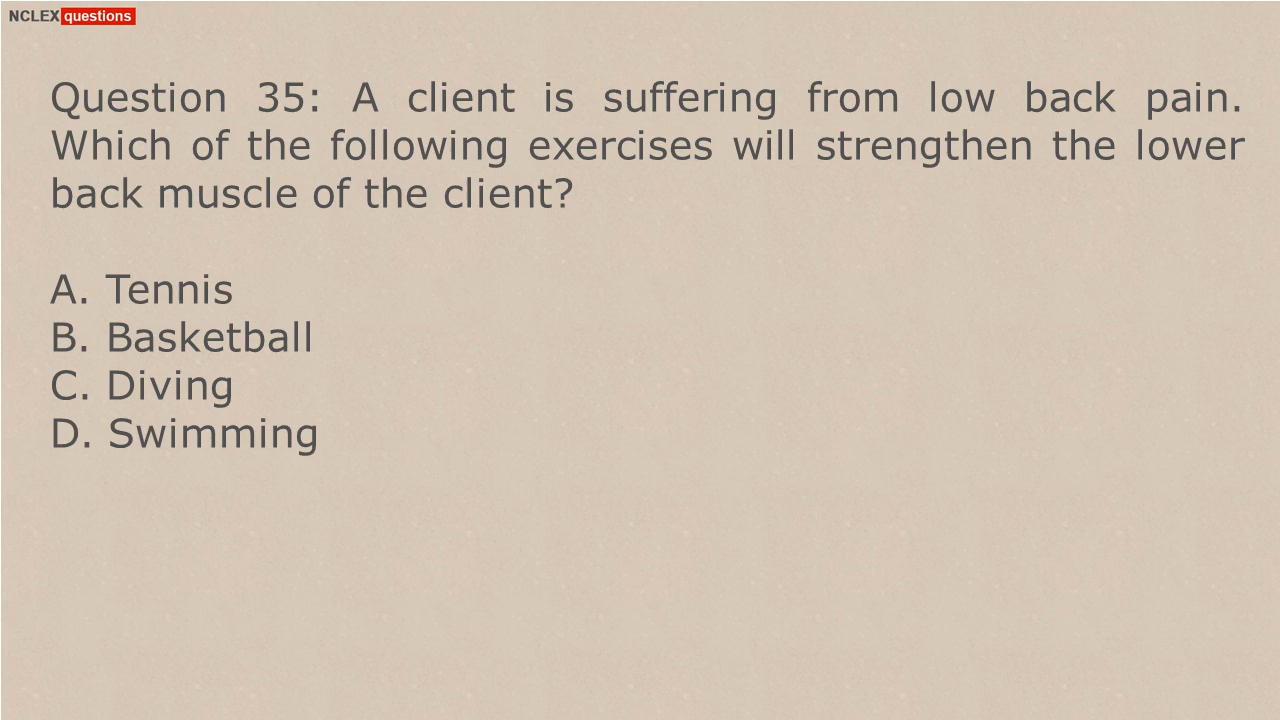 NCLEX questions
Question 35: A client is suffering from low back pain.
Which of the following exercises will strengthen the lower
back muscle of the client?
A. Tennis
B. Basketball
C. Diving
D. Swimming